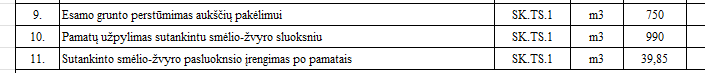 9. Esamo grunto perstūmimas aukščių pakėlimui SK.TS.1 m3 750
10. Pamatų užpylimas sutankintu smėlio-žvyro sluoksniu SK.TS.1 m3 990
11. Sutankinto smėlio-žvyro pasluoknsio įrengimas po pamatais SK.TS.1 m3 39,85